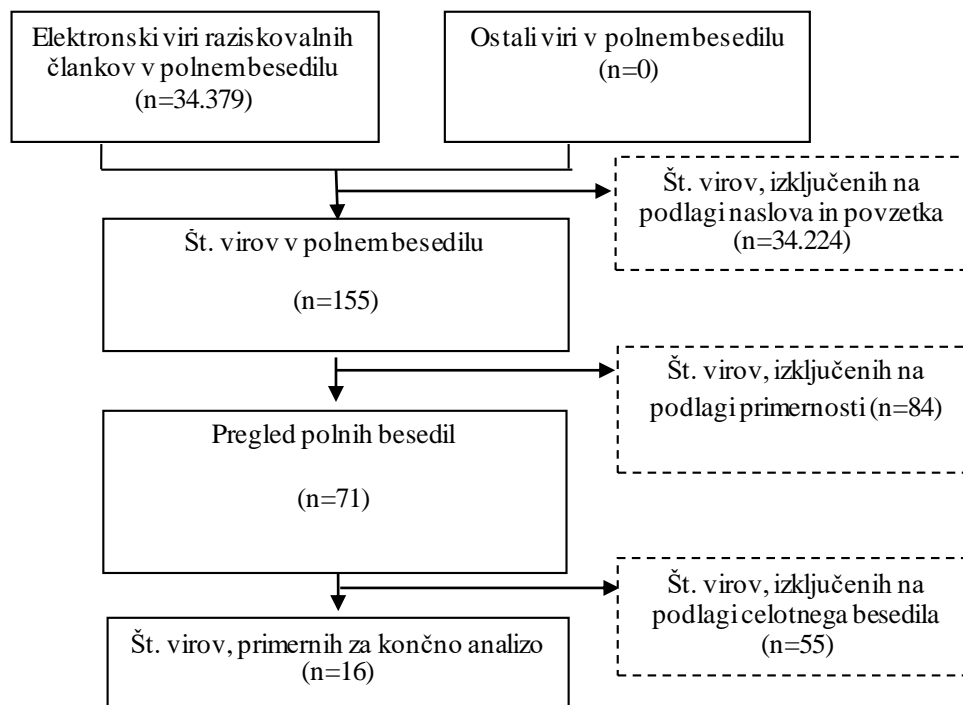 Elektronski viri raziskovalnih
člankov v polnem besedilu
(n=34.379)
Ostali viri v polnem besedilu
(n=0)
Št. virov, izključenih na
podlagi naslova in povzetka
(n=34.224)
Št. virov v polnem besedilu
(n=155)
Št. virov, izključenih na
podlagi primernosti (n=84)
Pregled polnih besedil
(n=71)
Št. virov, izključenih na
podlagi celotnega besedila
(n=55)
Št. virov, primernih za končno analizo
(n=16)